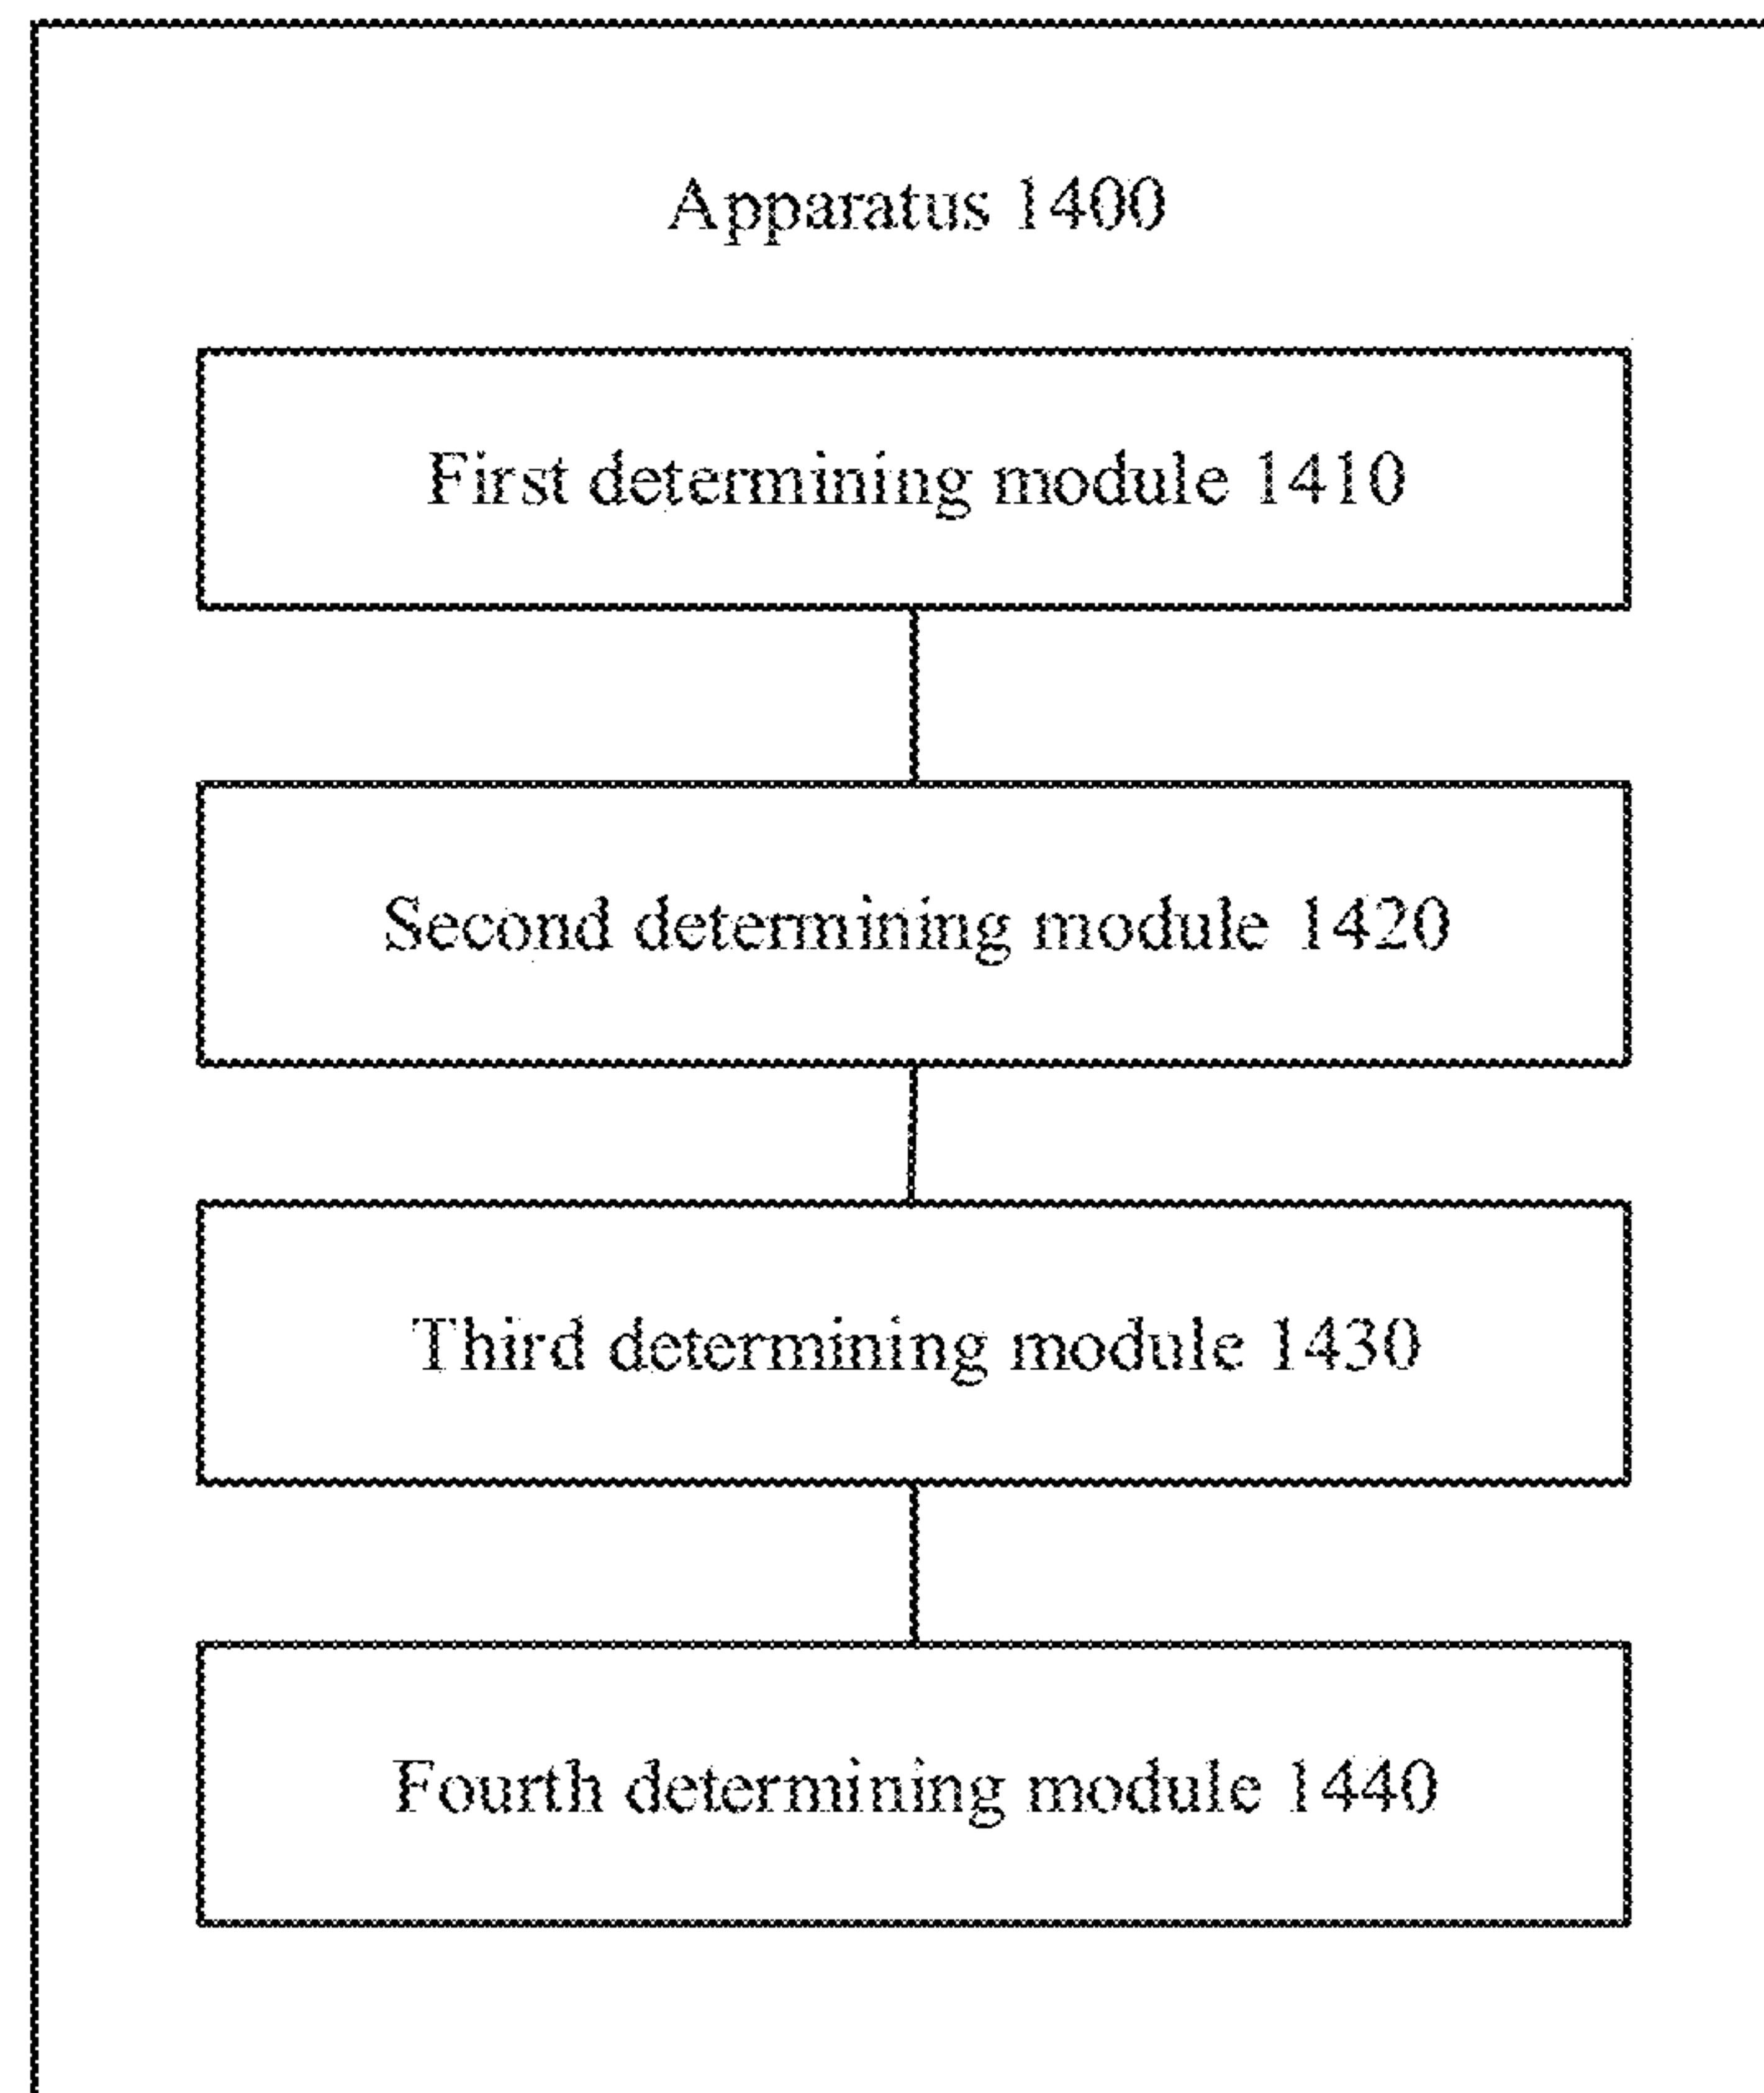 Apparatus 1400
First determining module 1410
Second determining module 1420
Third determining module 1430
Fourth determining module 1440